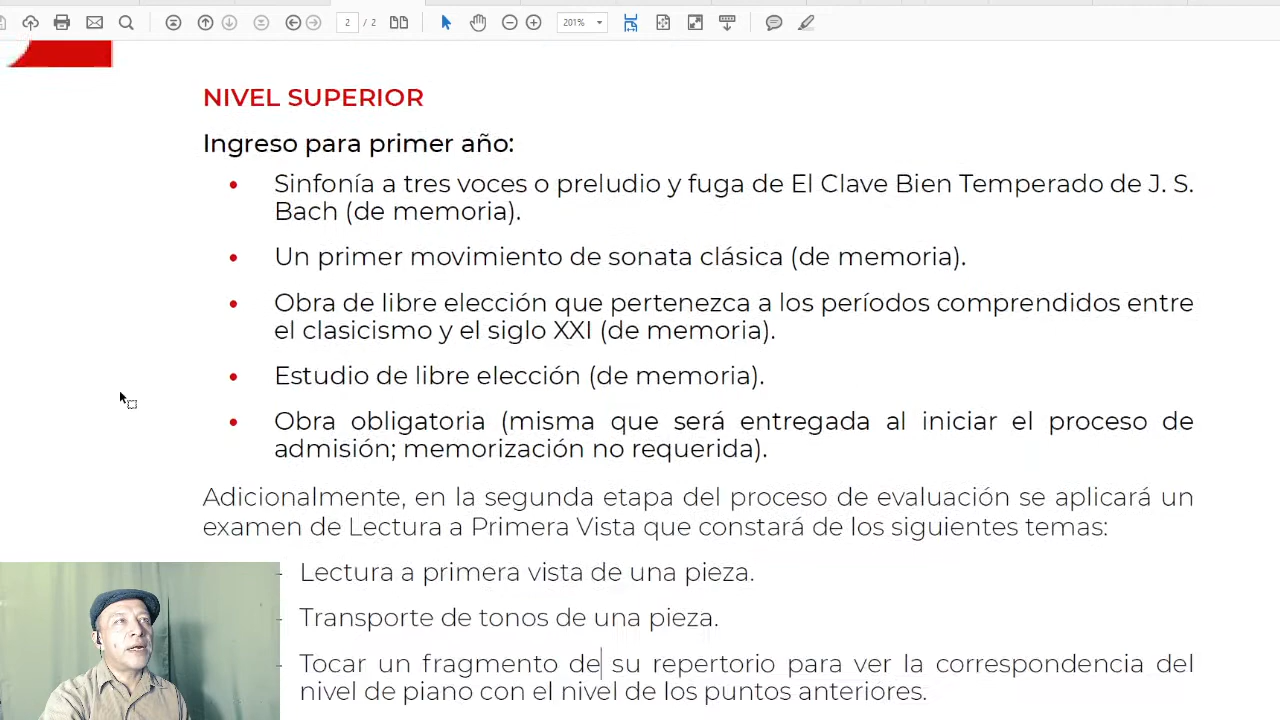 2 / 2
201%
NIVEL SUPERIOR
Ingreso para primer año:
• Sinfonía a tres voces o preludio y fuga de El Clave Bien Temperado de J. S.
Bach (de memoria).
• Un primer movimiento de sonata clásica (de memoria).
• Obra de libre elección que pertenezca a los períodos comprendidos entre
el clasicismo y el siglo XXI (de memoria).
• Estudio de libre elección (de memoria).
• Obra obligatoria (misma que será entregada al iniciar el proceso de
admisión; memorización no requerida).
Adicionalmente, en la segunda etapa del proceso de evaluación se aplicará un
examen de Lectura a Primera Vista que constará de los siguientes temas:
- Lectura a primera vista de una pieza.
- Transporte de tonos de una pieza.
- Tocar un fragmento de su repertorio para ver la correspondencia del
nivel de piano con el nivel de los puntos anteriores.